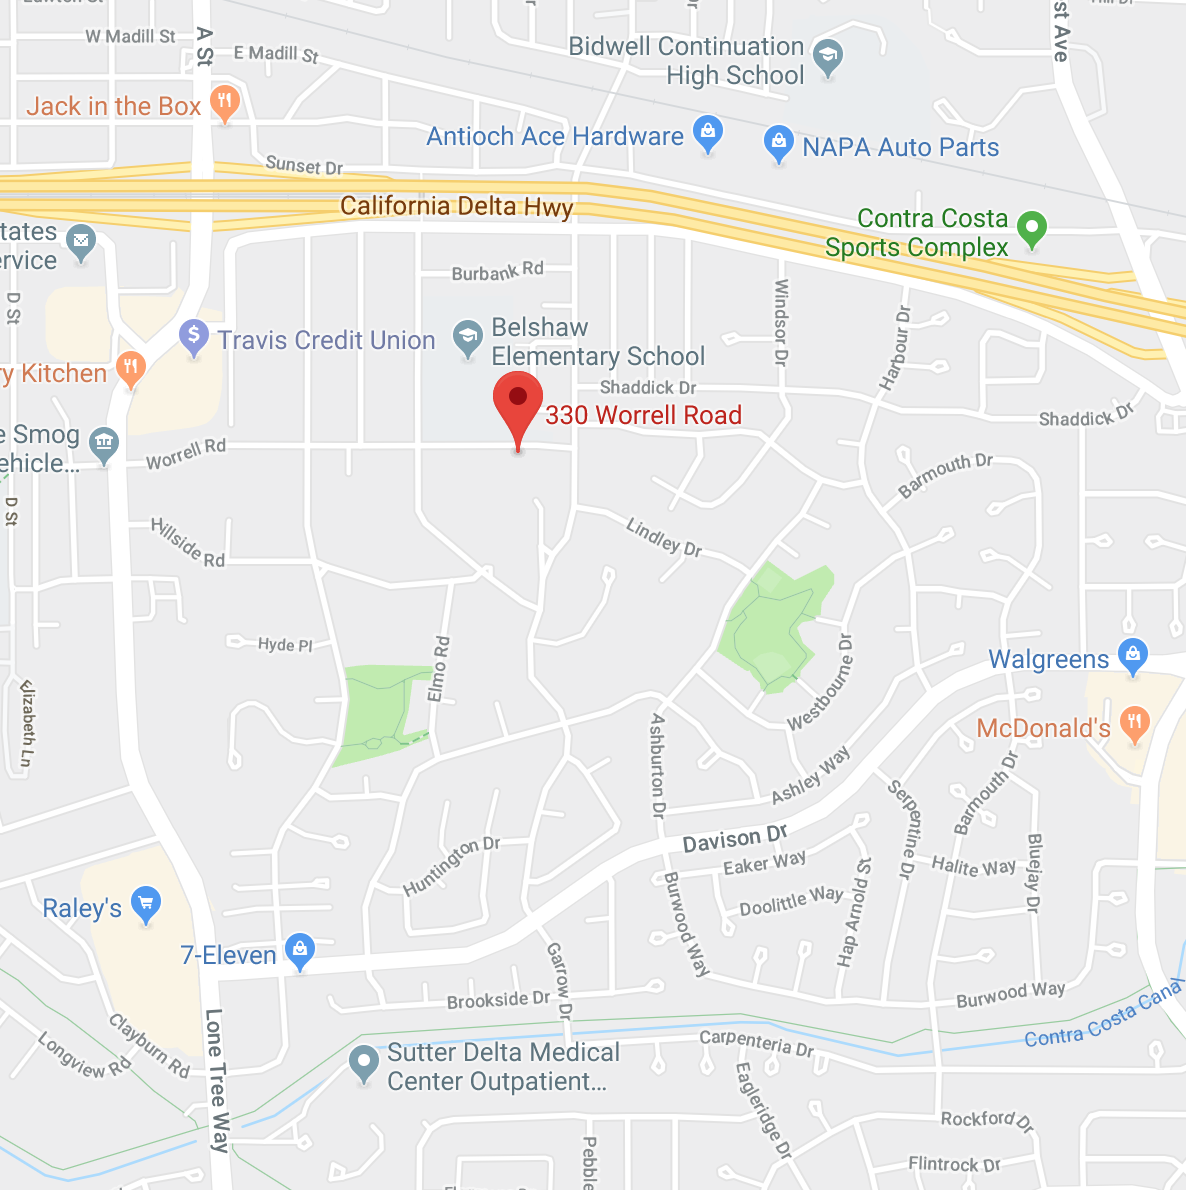 W Madill St
A St
E Madill St
Bidwell Continuation
High School
st Ave
Jack in the Box
Antioch Ace Hardware
NAPA Auto Parts
Sunset Dr
California Delta Hwy
Contra Costa
Sports Complex
tates
ervice
Burbank Rd
D St
Windsor Dr
Harbour Dr
Travis Credit Union
Belshaw
Elementary School
ry Kitchen
Shaddick Dr
330 Worrell Road
Shaddick Dr
e Smog
ehicle...
Worrell Rd
Barmouth Dr
D St
Hillside Rd
Lindley Dr
Hyde Pl
Elmo Rd
Westbourne Dr
Walgreens
Elizabeth Ln
McDonald's
Ashburton Dr
Ashley Way
Serpentine Dr
Barmouth Dr
Davison Dr
Huntington Dr
Eaker Way
Halite Way
Bluejay Dr
Raley's
Burwood Way
Doolittle Way
Hap Arnold St
7-Eleven
Garrow Dr
Brookside Dr
Burwood Way
Contra Costa Canal
Lone Tree Way
Clayburn Rd
Longview Rd
Sutter Delta Medical
Center Outpatient...
Carpenteria Dr
Eagleridge Dr
Rockford Dr
Pebble
Flintrock Dr